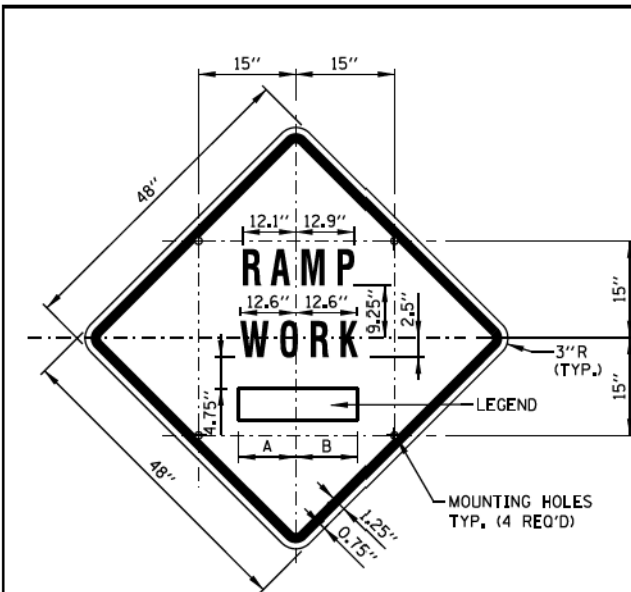 15″ 15″
48″
12.1″ 12.9″
RAMP
12.6″ 12.6″
9.25″
2.5″
15″
WORK
3″R
(TYP.)
4.75″
LEGEND
15″
A B
48″
MOUNTING HOLES
TYP. (4 REQ'D)
1.25″
0.75″